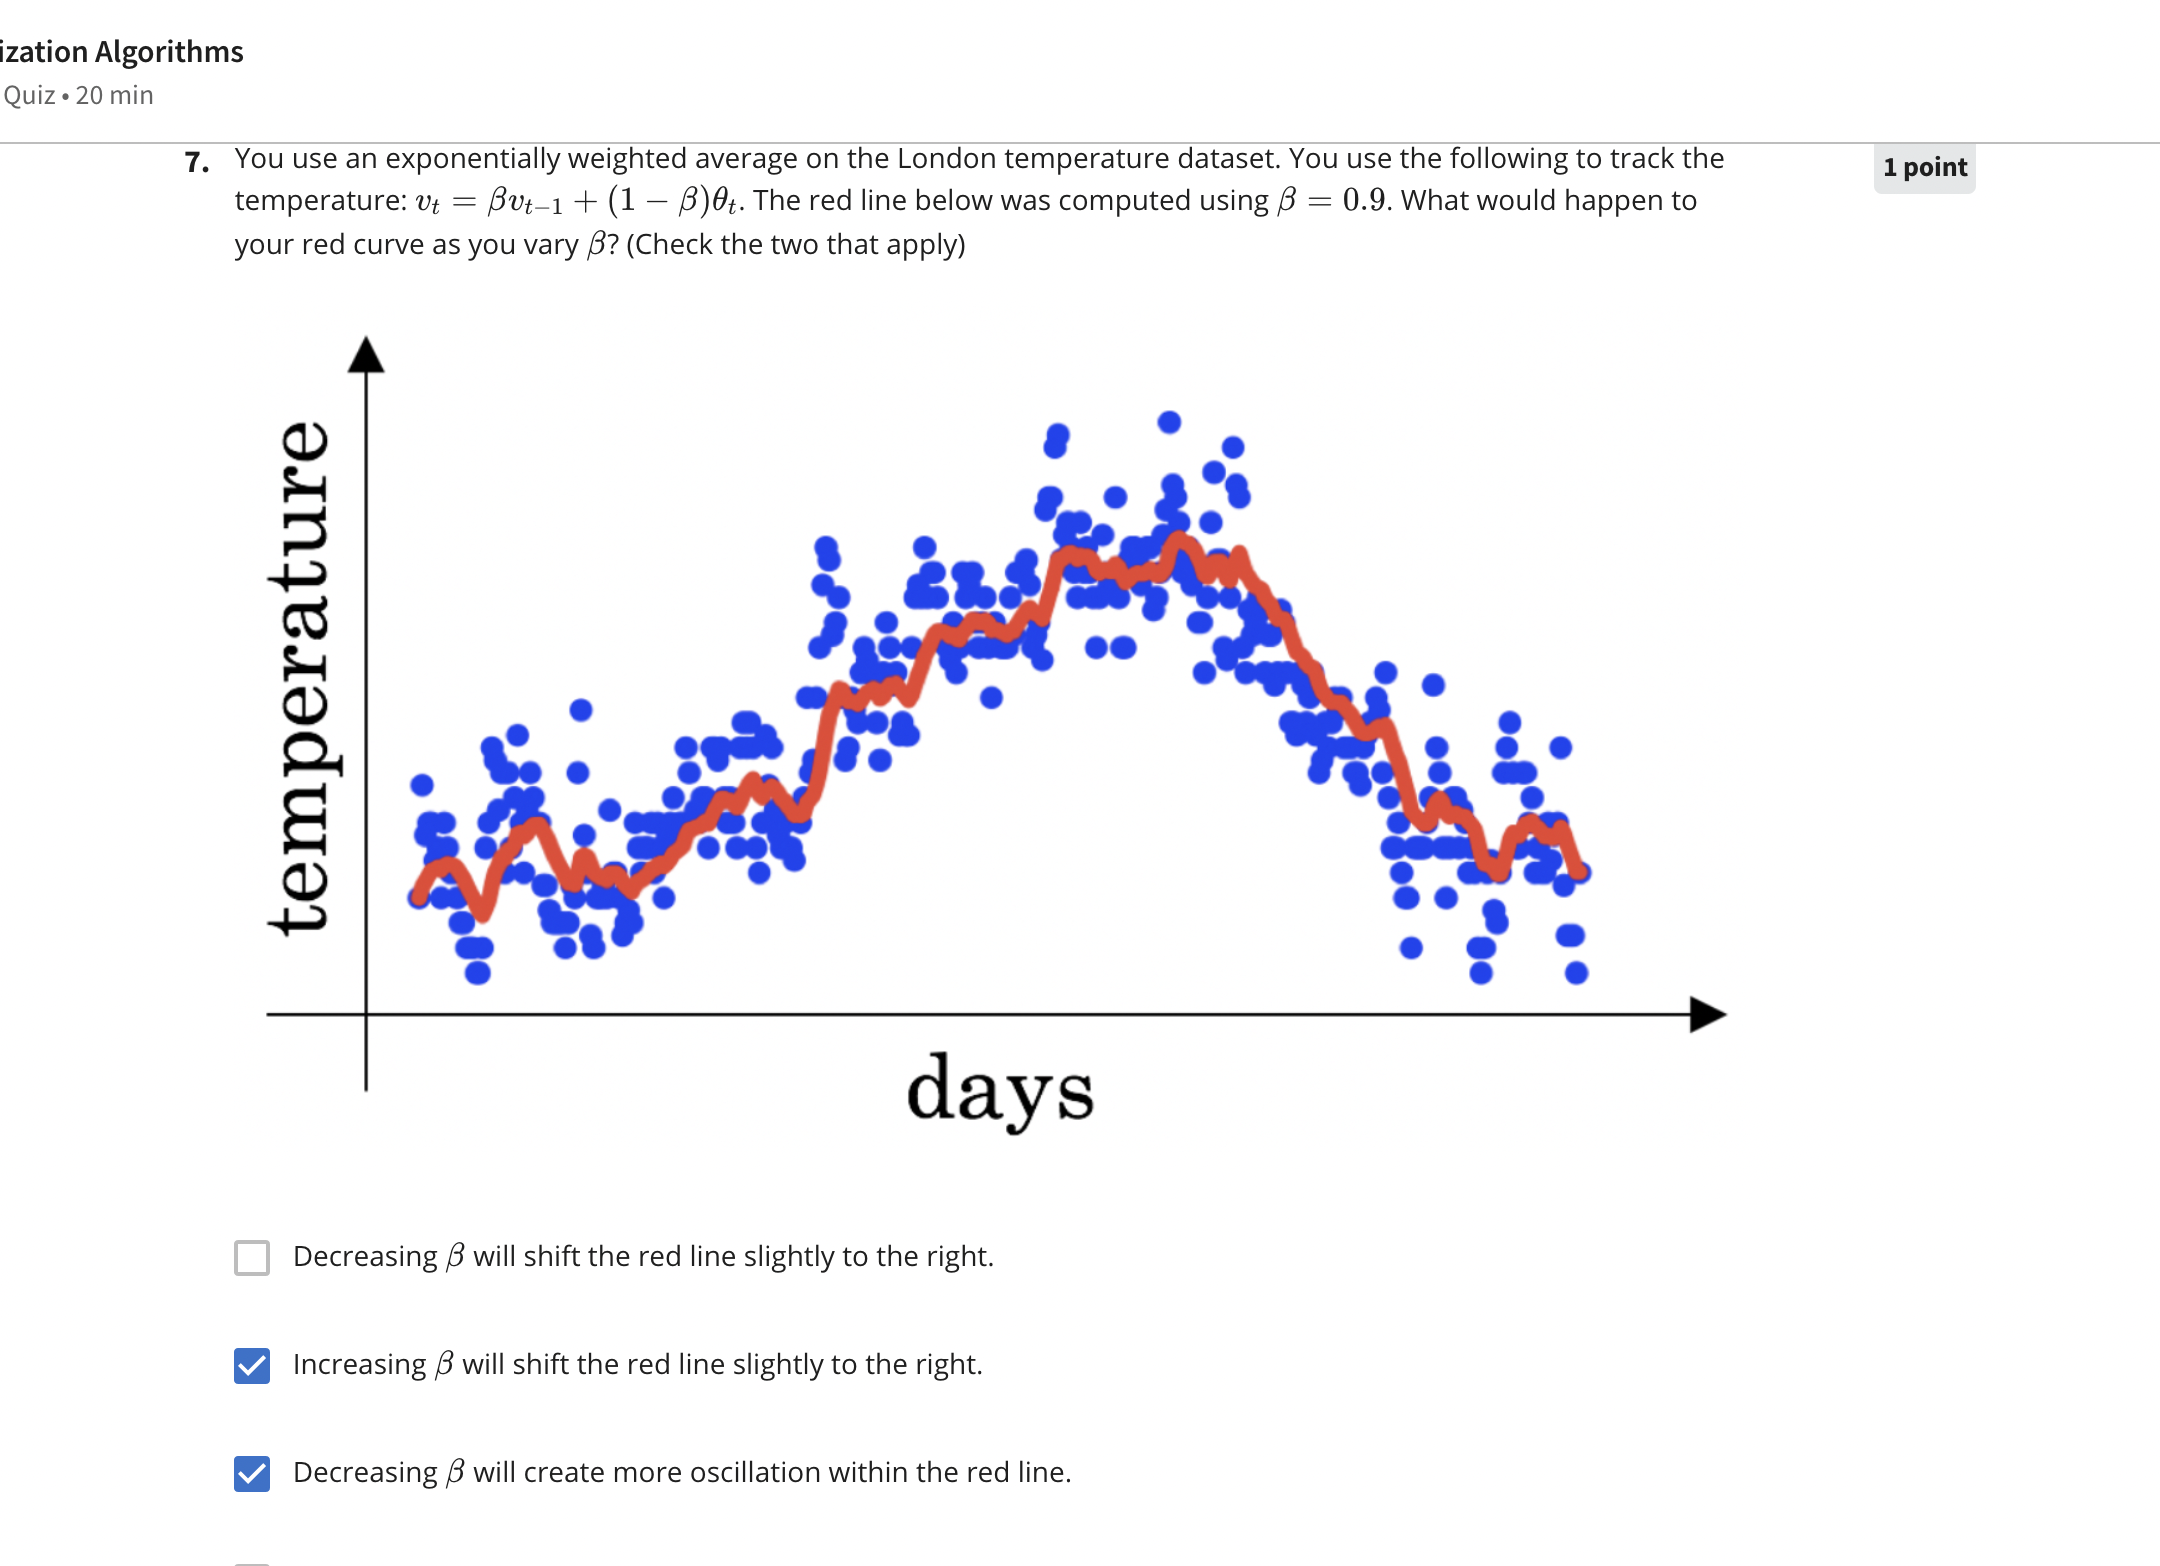 ization Algorithms
Quiz • 20 min
7. You use an exponentially weighted average on the London temperature dataset. You use the following to track the
1 point
temperature: v_t = βv_{t−1} + (1 − β)θ_t. The red line below was computed using β = 0.9. What would happen to
your red curve as you vary β? (Check the two that apply)
temperature
days
Decreasing β will shift the red line slightly to the right.
Increasing β will shift the red line slightly to the right.
Decreasing β will create more oscillation within the red line.